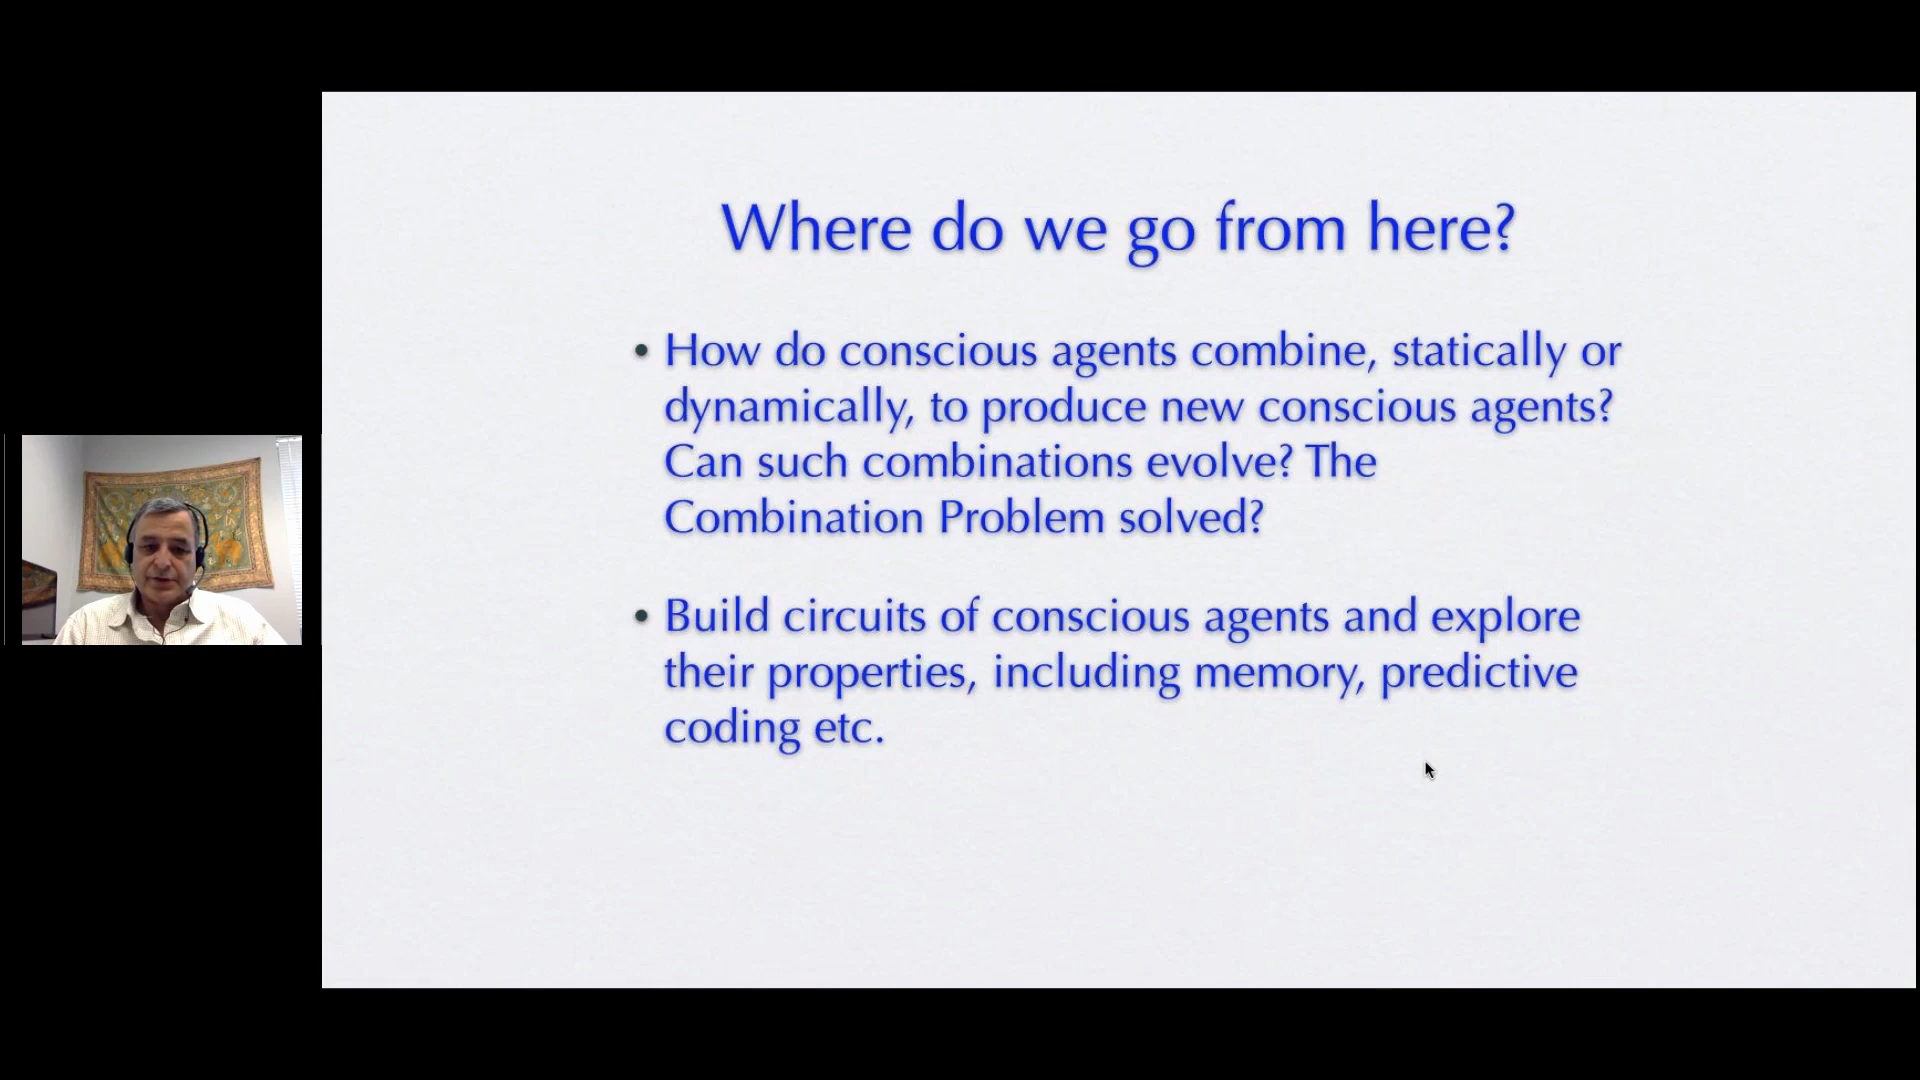 Where do we go from here?
• How do conscious agents combine, statically or
dynamically, to produce new conscious agents?
Can such combinations evolve? The
Combination Problem solved?
• Build circuits of conscious agents and explore
their properties, including memory, predictive
coding etc.